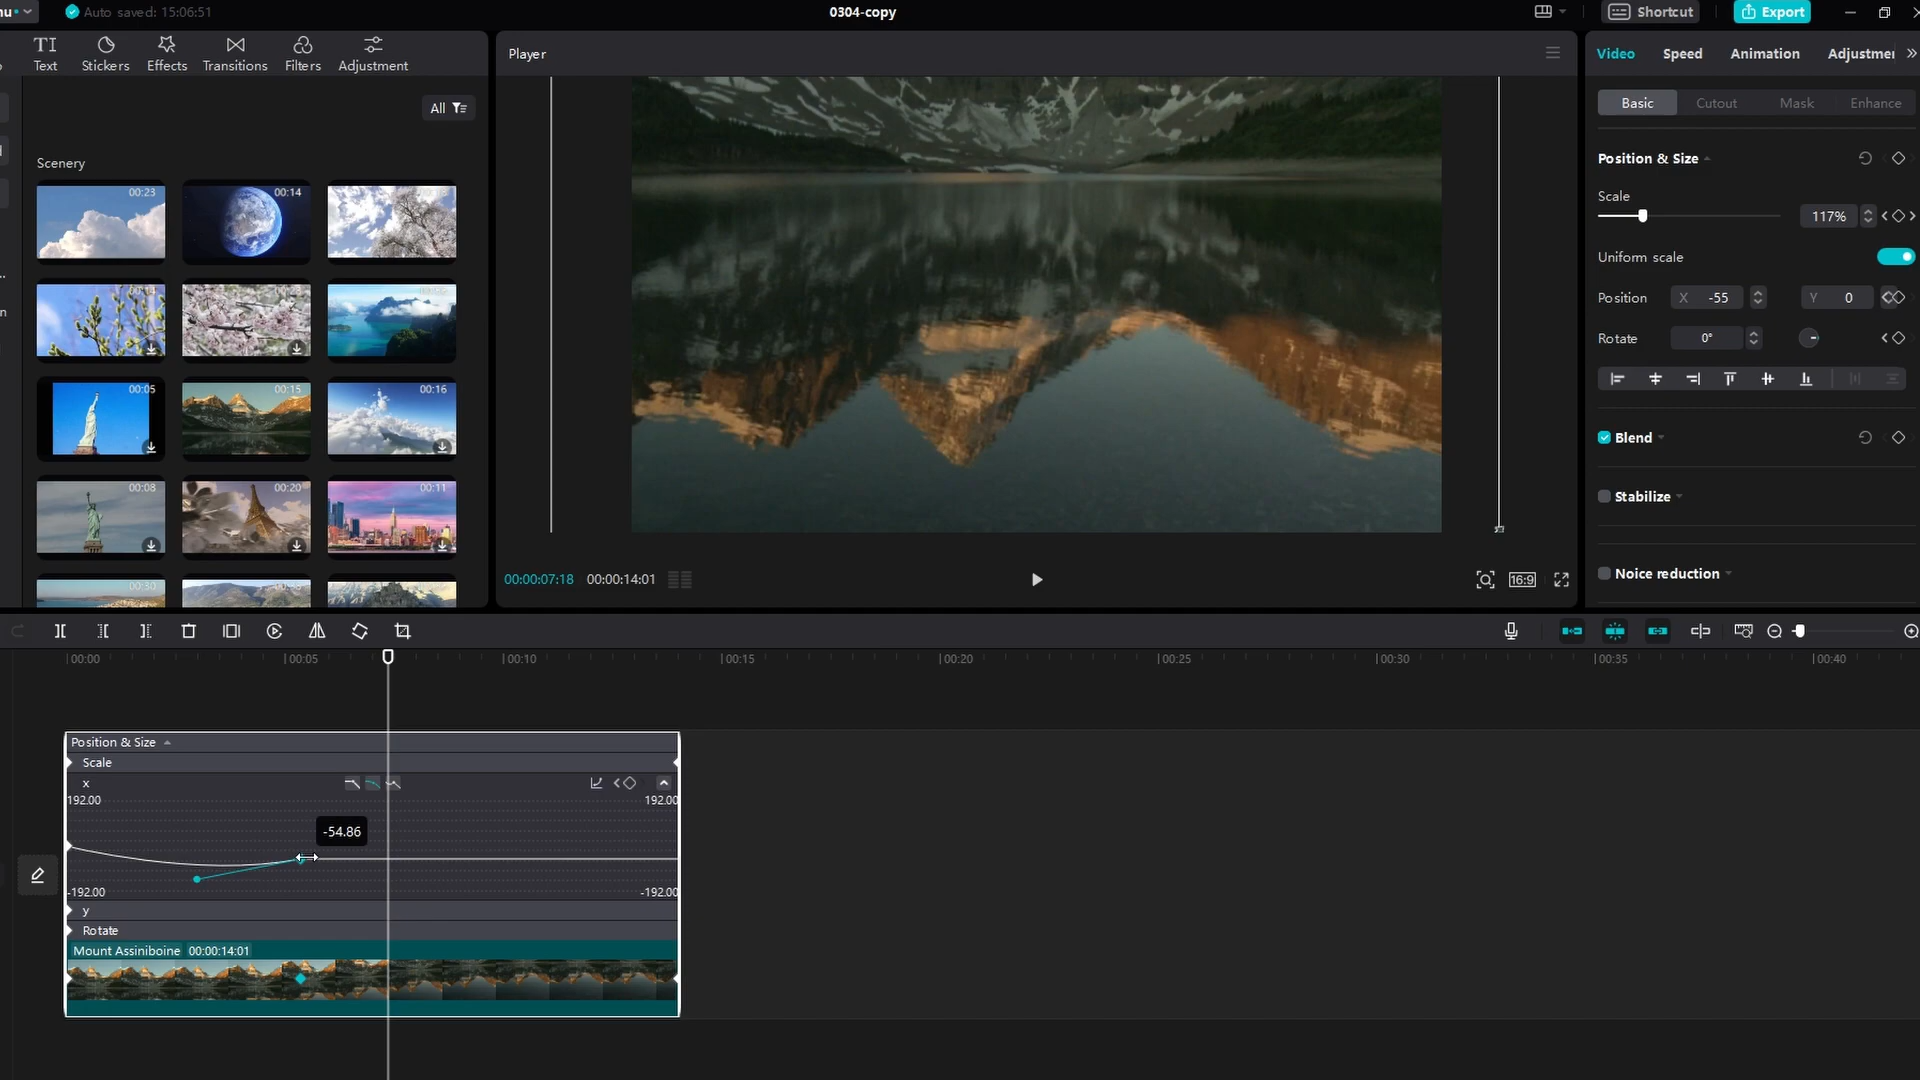 nu
Auto saved: 15:06:51
0304-copy
Shortcut
Export
TI
Text
Stickers
Effects
Transitions
Filters
Adjustment
All
Scenery
00:23
00:14
00:05
00:15
00:16
00:08
00:20
00:11
00:30
Player
00:00:07:18
00:00:14:01
16:9
Video
Speed
Animation
Adjustmei
Basic
Cutout
Mask
Enhance
Position & Size
Scale
117%
Uniform scale
Position
X -55
Y 0
Rotate
0°
Blend
Stabilize
Noice reduction
00:00
00:05
00:10
00:15
00:20
00:25
00:30
00:35
00:40
Position & Size
Scale
x
192.00
192.00
-54.86
-192.00
-192.00
y
Rotate
Mount Assiniboine 00:00:14:01